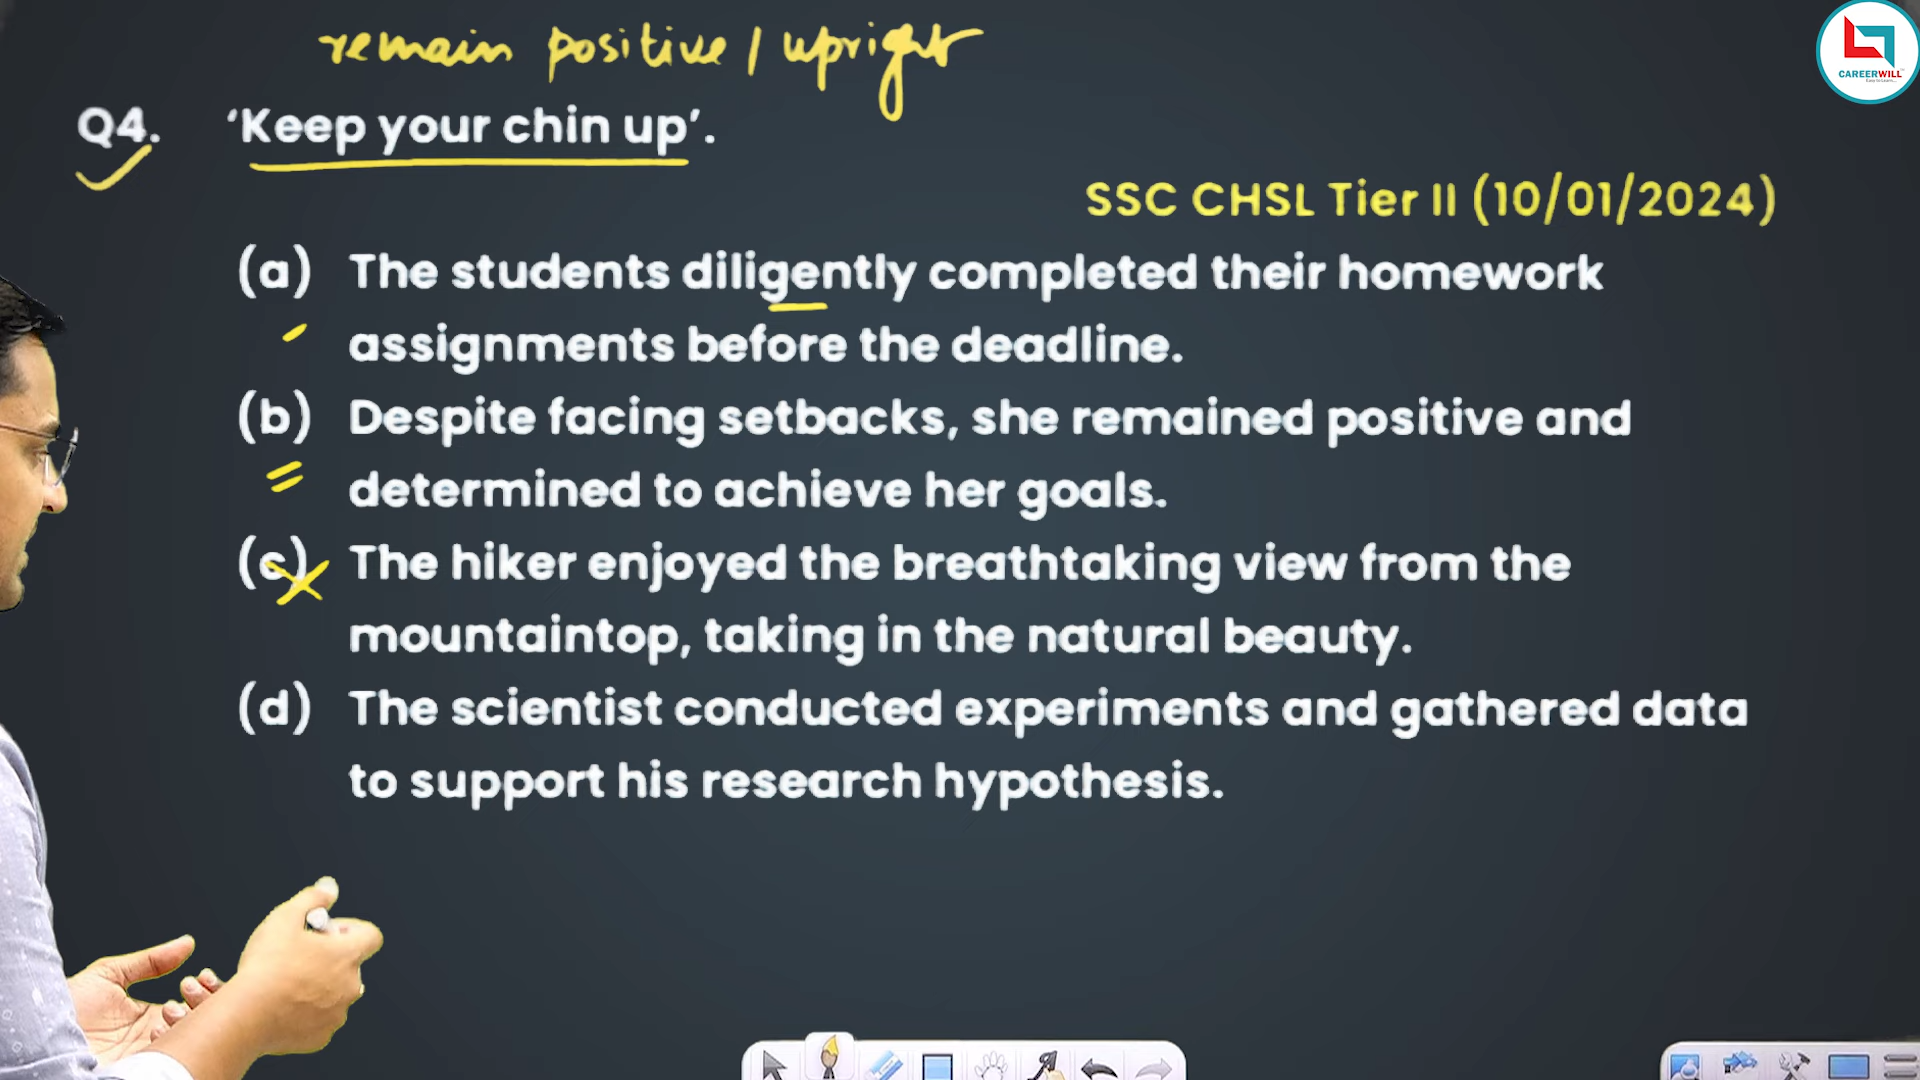 remain positive / upright
CAREERWILL
Q4. ‘Keep your chin up’.
SSC CHSL Tier II (10/01/2024)
(a) The students diligently completed their homework
assignments before the deadline.
(b) Despite facing setbacks, she remained positive and
determined to achieve her goals.
(c) The hiker enjoyed the breathtaking view from the
mountaintop, taking in the natural beauty.
(d) The scientist conducted experiments and gathered data
to support his research hypothesis.